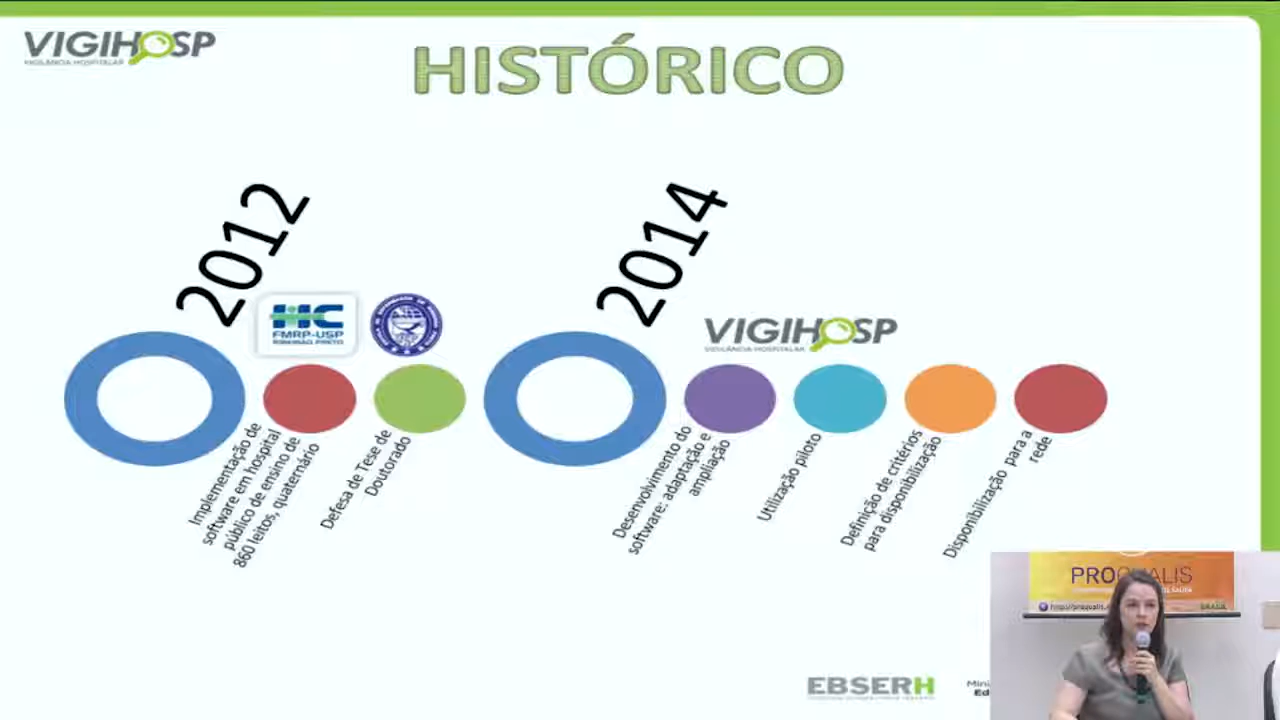 VIGIHOSP
VIGILÂNCIA HOSPITALAR
HISTÓRICO
2012
HC
FMRP-USP
RIBEIRÃO PRETO
Implementação de
software em hospital
público de ensino de
860 leitos, quaternário
Defesa de Tese de
Doutorado
2014
VIGIHOSP
VIGILÂNCIA HOSPITALAR
Desenvolvimento do
software: adaptação e
ampliação
Utilização piloto
Definição de critérios
para disponibilização
Disponibilização para a
rede
PROQUALIS
BRASIL
EBSERH